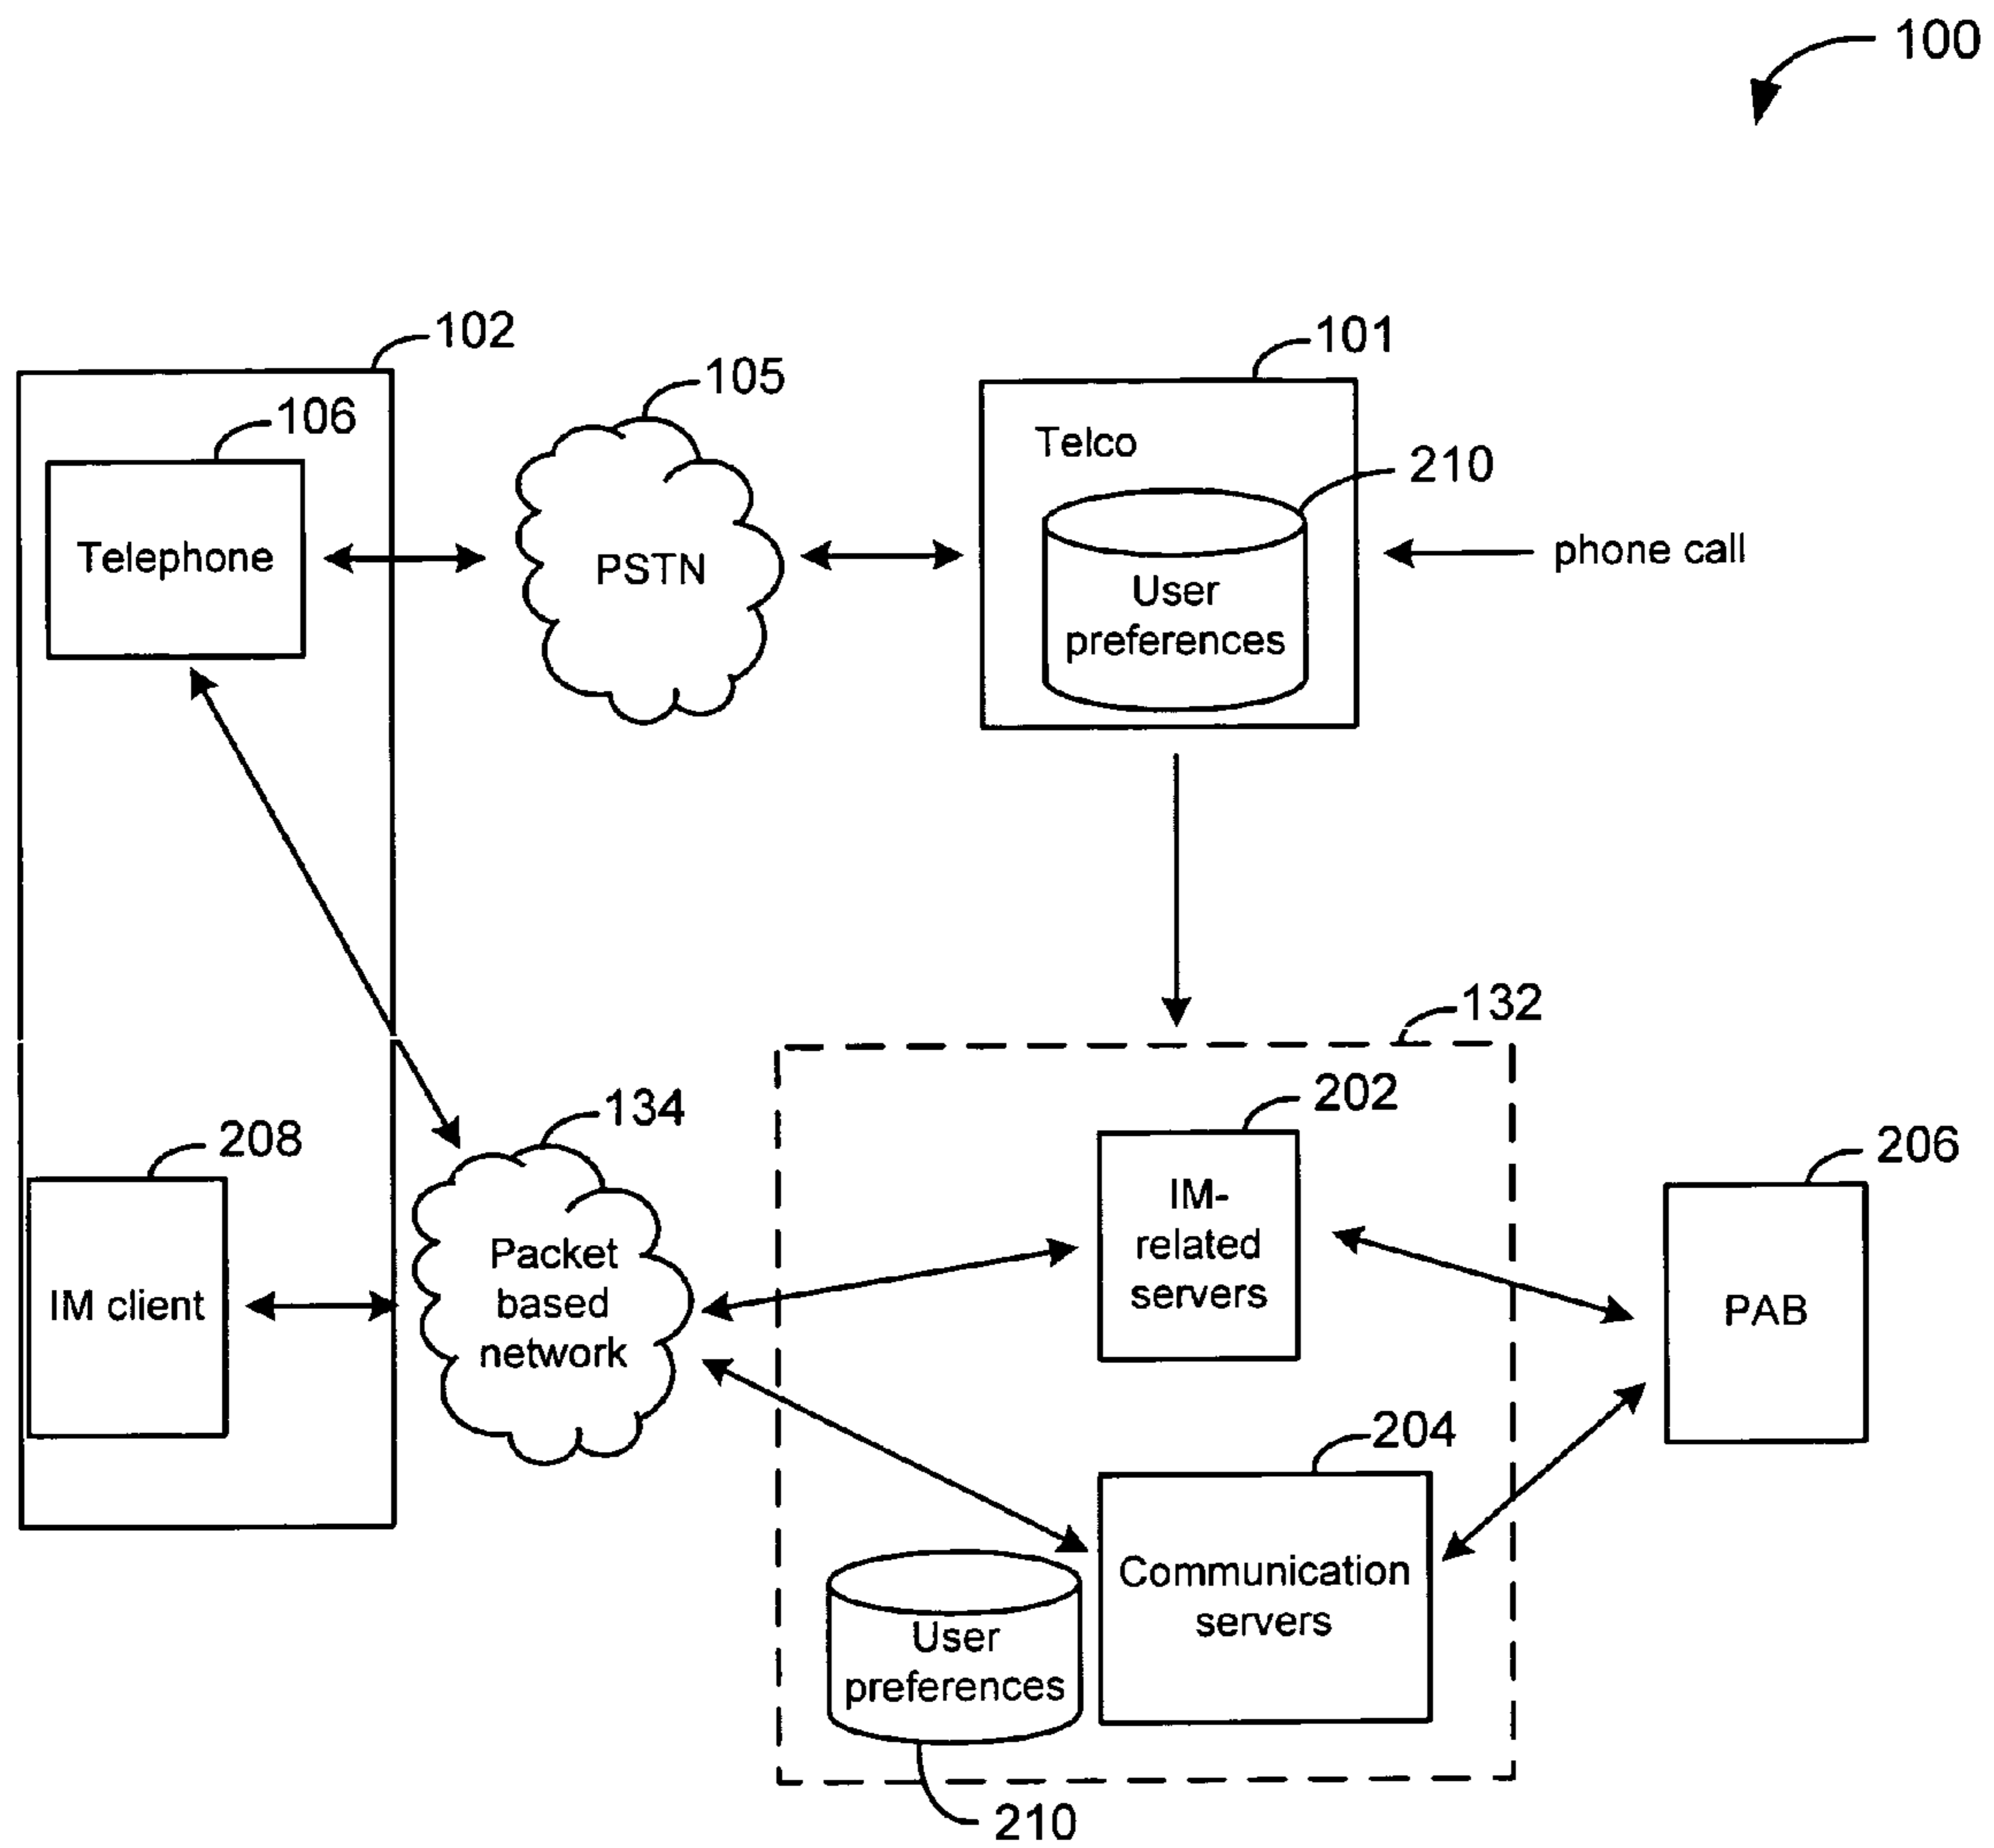 100
102
101
105
106
Telco
210
Telephone
PSTN
phone call
User
preferences
132
202
134
208
206
IM-
related
servers
Packet
based
network
IM client
PAB
204
Communication
servers
User
preferences
210